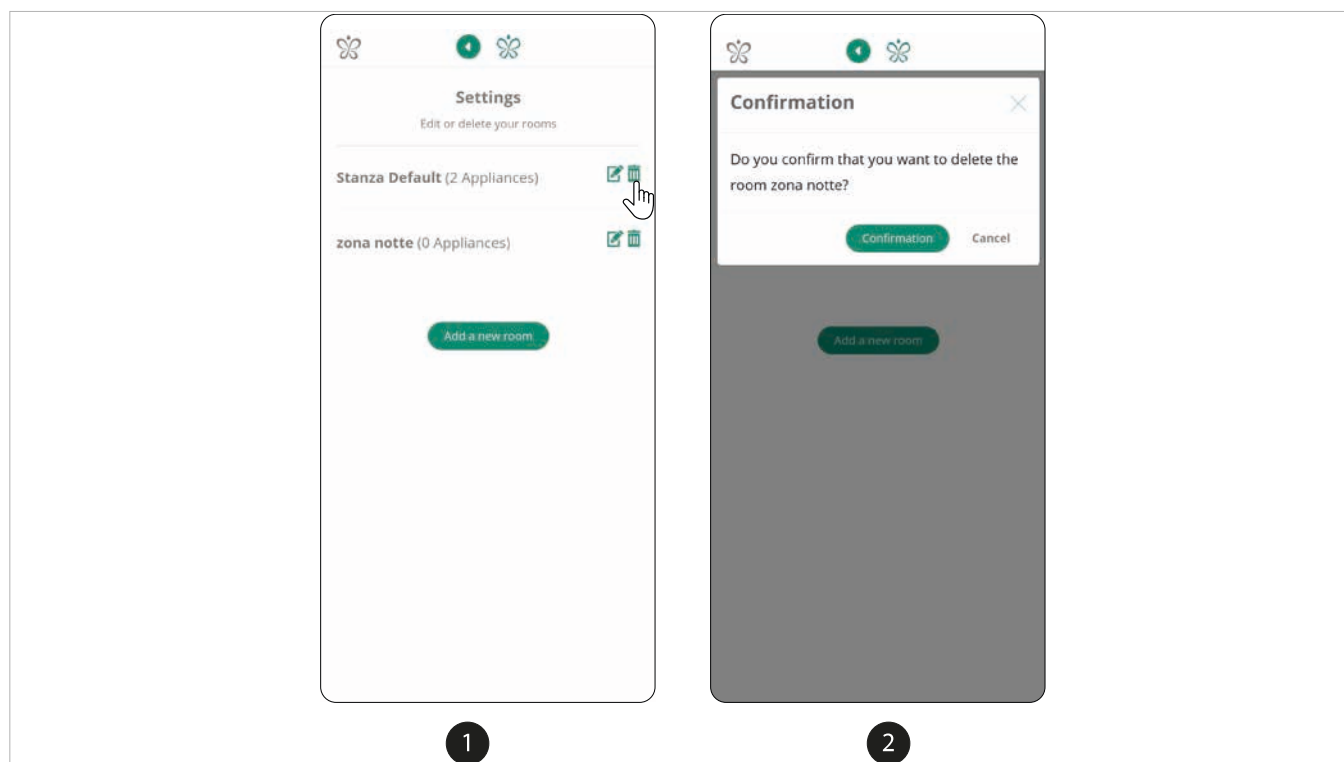 Settings
Edit or delete your rooms
Stanza Default (2 Appliances)
zona notte (0 Appliances)
Add a new room
1
Confirmation
Do you confirm that you want to delete the
room zona notte?
Confirmation Cancel
Add a new room
2